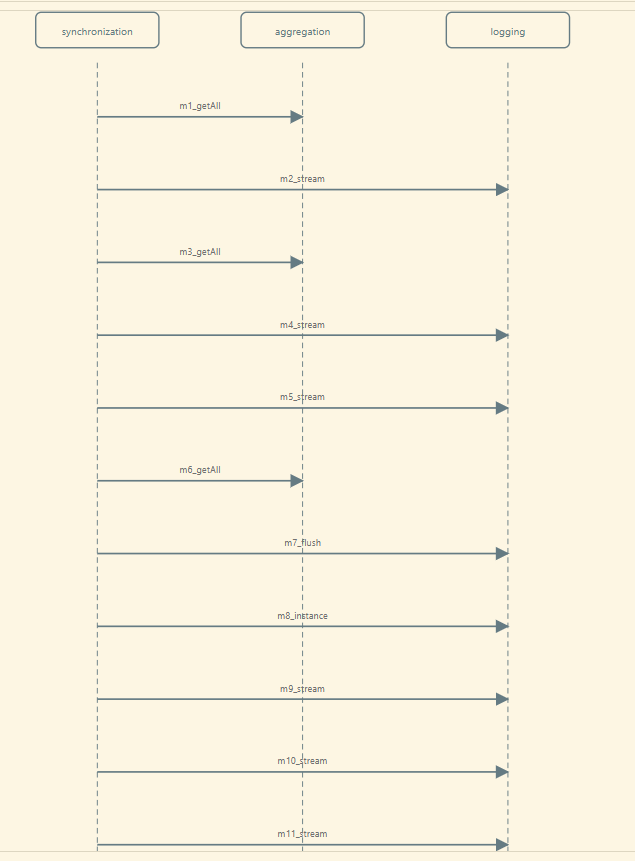 synchronization aggregation logging
m1_getAll
m2_stream
m3_getAll
m4_stream
m5_stream
m6_getAll
m7_flush
m8_instance
m9_stream
m10_stream
m11_stream